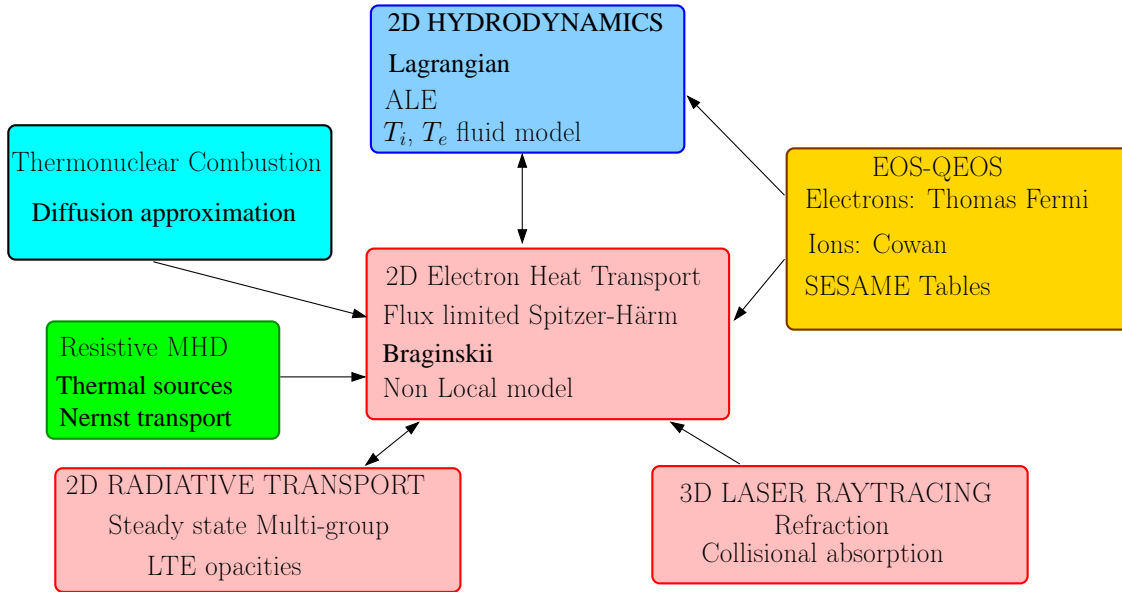 2D HYDRODYNAMICS
Lagrangian
ALE
T_i, T_e fluid model
Thermonuclear Combustion
Diffusion approximation
EOS-QEOS
Electrons: Thomas Fermi
Ions: Cowan
SESAME Tables
2D Electron Heat Transport
Flux limited Spitzer-Härm
Braginskii
Non Local model
Resistive MHD
Thermal sources
Nernst transport
2D RADIATIVE TRANSPORT
Steady state Multi-group
LTE opacities
3D LASER RAYTRACING
Refraction
Collisional absorption